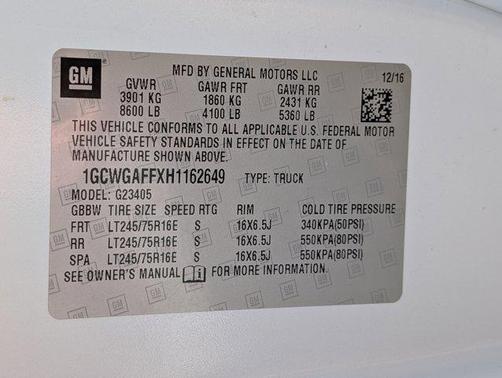 GM
MFD BY GENERAL MOTORS LLC 12/16
GVWR GAWR FRT GAWR RR
3901 KG 1860 KG 2431 KG
8600 LB 4100 LB 5360 LB
THIS VEHICLE CONFORMS TO ALL APPLICABLE U.S. FEDERAL MOTOR
VEHICLE SAFETY STANDARDS IN EFFECT ON THE DATE OF
MANUFACTURE SHOWN ABOVE.
1GCWGAFFXH1162649 TYPE: TRUCK
MODEL: G23405
GBBW TIRE SIZE SPEED RTG RIM COLD TIRE PRESSURE
FRT LT245/75R16E S 16X6.5J 340KPA(50PSI)
RR LT245/75R16E S 16X6.5J 550KPA(80PSI)
SPA LT245/75R16E S 16X6.5J 550KPA(80PSI)
SEE OWNER'S MANUAL FOR MORE INFORMATION.